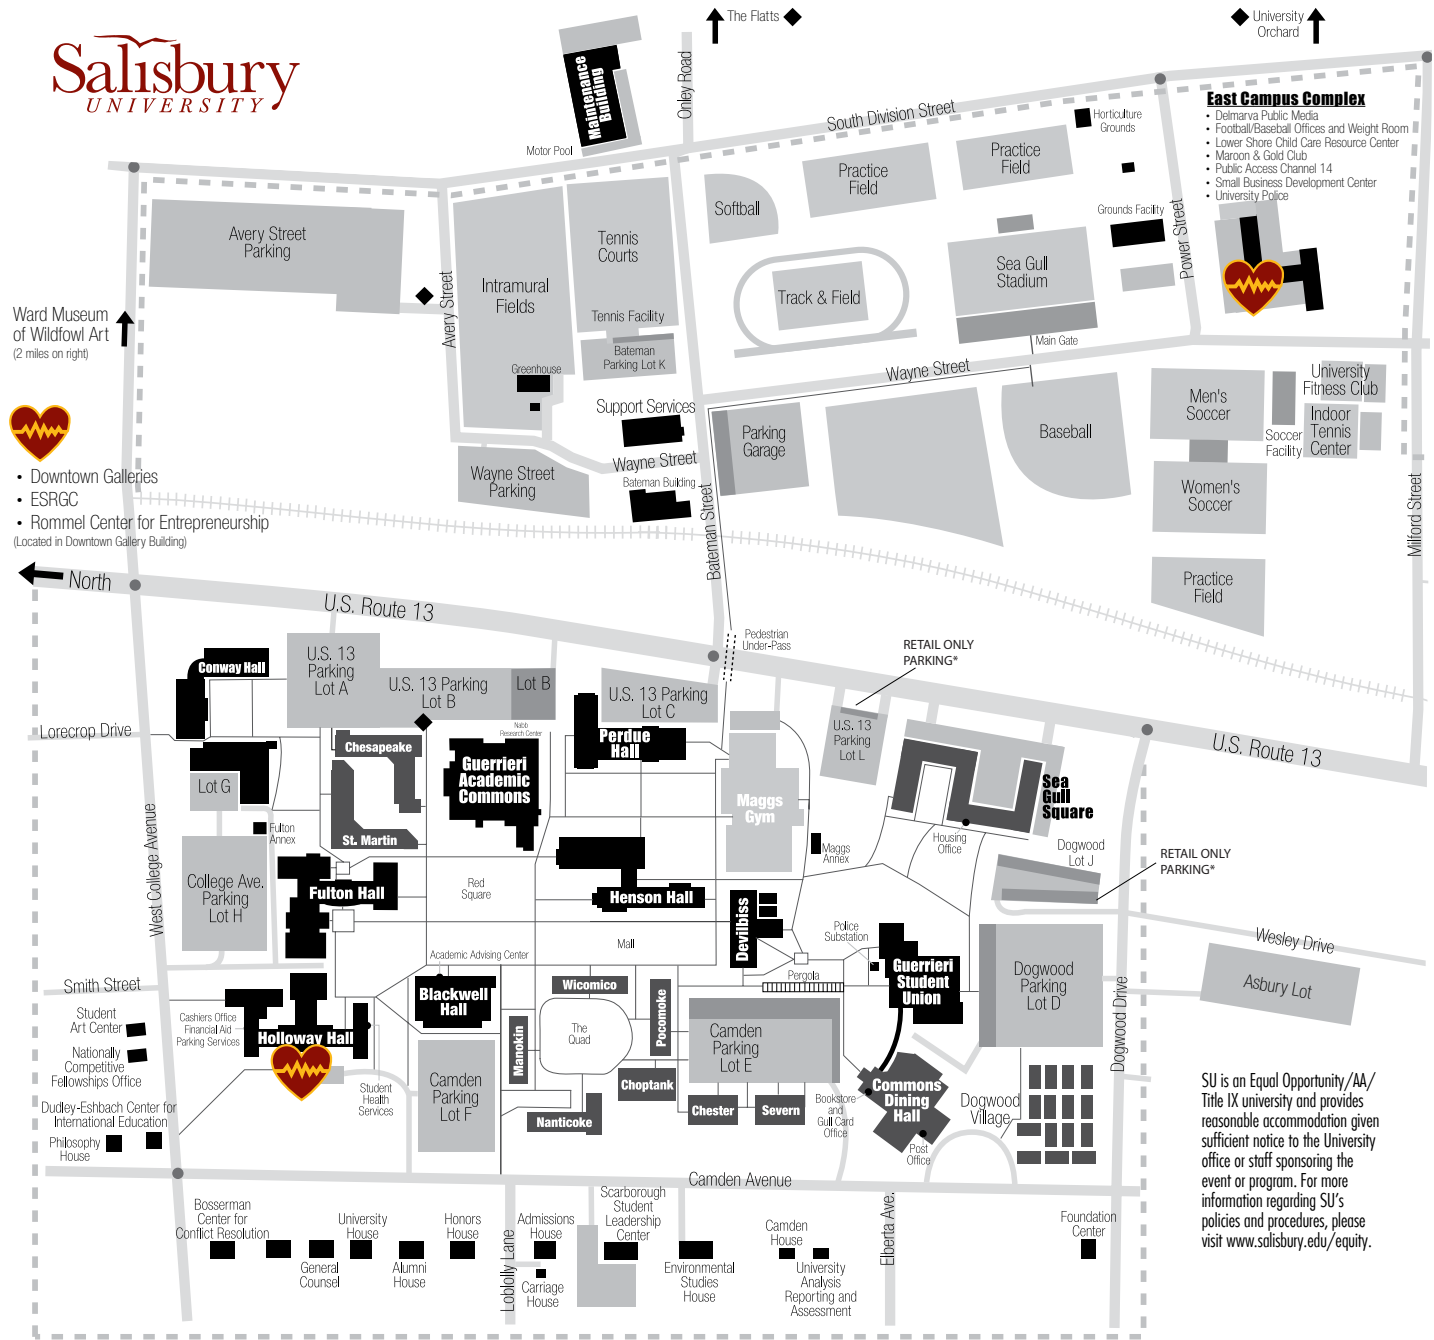 Salisbury
UNIVERSITY
The Flatts
University
Orchard
Maintenance
Building
Motor Pool
Onley Road
South Division Street
Horticulture
Grounds
East Campus Complex
• Delmarva Public Media
• Football/Baseball Offices and Weight Room
• Lower Shore Child Care Resource Center
• Maroon & Gold Club
• Public Access Channel 14
• Small Business Development Center
• University Police
Practice
Field
Practice
Field
Softball
Grounds Facility
Power Street
Avery Street
Parking
Tennis
Courts
Intramural
Fields
Avery Street
Track & Field
Sea Gull
Stadium
Ward Museum
of Wildfowl Art
(2 miles on right)
Tennis Facility
Bateman
Parking Lot K
Main Gate
Wayne Street
Greenhouse
Support Services
University
Fitness Club
Men's
Soccer
Indoor
Tennis
Center
Soccer
Facility
Parking
Garage
Baseball
Wayne Street
Wayne Street
Parking
Bateman Building
Women's
Soccer
Milford Street
• Downtown Galleries
• ESRGC
• Rommel Center for Entrepreneurship
(Located in Downtown Gallery Building)
Bateman Street
North
U.S. Route 13
Practice
Field
Pedestrian
Under-Pass
RETAIL ONLY
PARKING*
Conway Hall
U.S. 13
Parking
Lot A
U.S. 13 Parking
Lot B
Lot B
U.S. 13 Parking
Lot C
Nabb
Research Center
Lorecrop Drive
Chesapeake
Perdue
Hall
U.S. 13
Parking
Lot L
U.S. Route 13
Guerrieri
Academic
Commons
Lot G
Maggs
Gym
Sea
Gull
Square
West College Avenue
Fulton
Annex
St. Martin
Housing
Office
Maggs
Annex
Dogwood
Lot J
RETAIL ONLY
PARKING*
College Ave.
Parking
Lot H
Fulton Hall
Red
Square
Henson Hall
Devilbiss
Police
Substation
Mall
Wesley Drive
Academic Advising Center
Guerrieri
Student
Union
Dogwood
Parking
Lot D
Asbury Lot
Smith Street
Blackwell
Hall
Wicomico
Pergola
Student
Art Center
Cashiers Office
Financial Aid
Parking Services
Holloway Hall
The
Quad
Manokin
Pocomoke
Camden
Parking
Lot E
Dogwood Drive
Nationally
Competitive
Fellowships Office
Student
Health
Services
Camden
Parking
Lot F
Choptank
Commons
Dining
Hall
Bookstore
and
Gull Card
Office
Dogwood
Village
Dudley-Eshbach Center for
International Education
Chester
Severn
Nanticoke
Philosophy
House
Post
Office
SU is an Equal Opportunity/AA/
Title IX university and provides
reasonable accommodation given
sufficient notice to the University
office or staff sponsoring the
event or program. For more
information regarding SU's
policies and procedures, please
visit www.salisbury.edu/equity.
Camden Avenue
Bosserman
Center for
Conflict Resolution
University
House
Honors
House
Loblolly Lane
Admissions
House
Scarborough
Student
Leadership
Center
Camden
House
Elberta Ave.
Foundation
Center
General
Counsel
Alumni
House
Carriage
House
Environmental
Studies
House
University
Analysis
Reporting and
Assessment